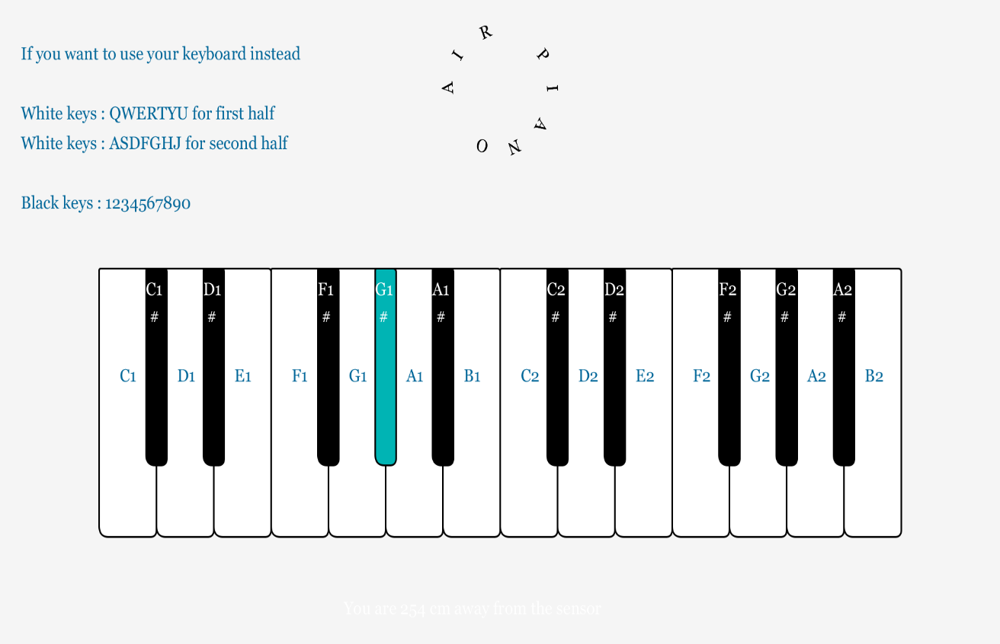 If you want to use your keyboard instead
White keys : QWERTYU for first half
White keys : ASDFGHJ for second half
Black keys : 1234567890
AIR PIANO
C1 D1 F1 G1 A1 C2 D2 F2 G2 A2
# # # # # # # # # #
C1 D1 E1 F1 G1 A1 B1 C2 D2 E2 F2 G2 A2 B2
You are 254 cm away from the sensor